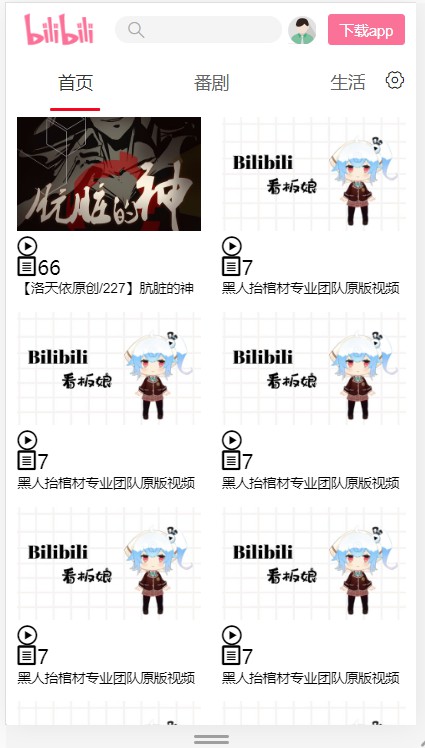 bilibili
下载app
首页 番剧 生活
肮脏的神
Bilibili
看板娘
66
7
【洛天依原创/227】肮脏的神
黑人抬棺材专业团队原版视频
Bilibili
看板娘
Bilibili
看板娘
7
7
黑人抬棺材专业团队原版视频
黑人抬棺材专业团队原版视频
Bilibili
看板娘
Bilibili
看板娘
7
7
黑人抬棺材专业团队原版视频
黑人抬棺材专业团队原版视频